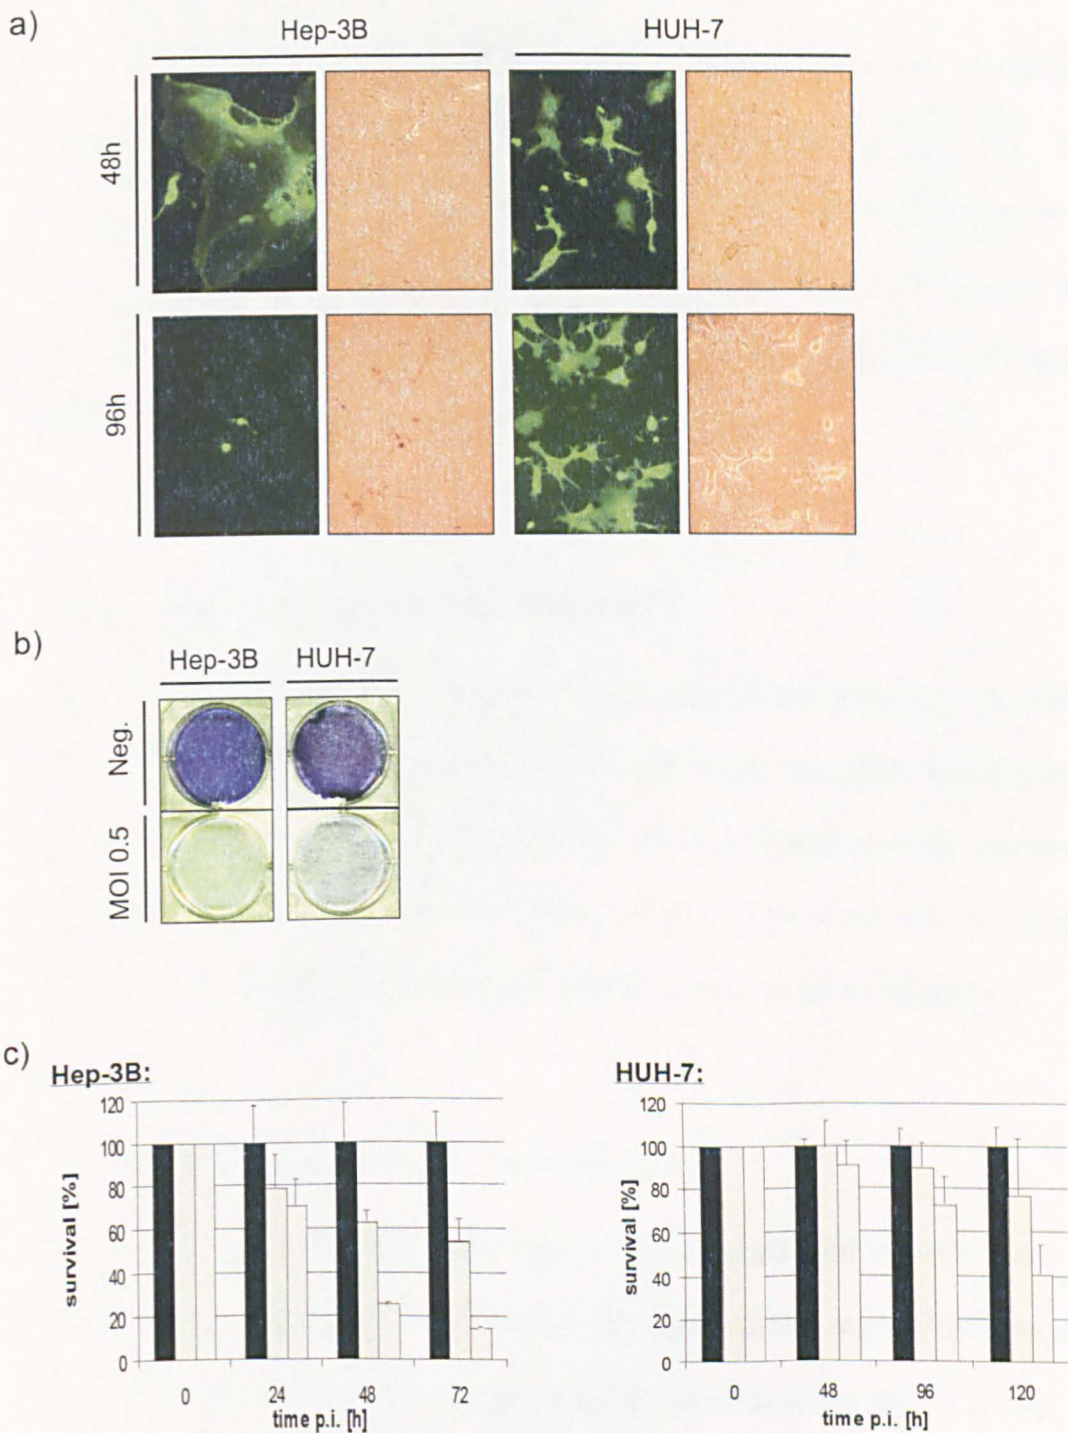 a)
Hep-3B HUH-7
48h
96h
b)
Hep-3B HUH-7
Neg.
MOI 0.5
c)
Hep-3B:
120
100
80
60
40
20
0
survival [%]
0 24 48 72
time p.i. [h]
HUH-7:
120
100
80
60
40
20
0
survival [%]
0 48 96 120
time p.i. [h]